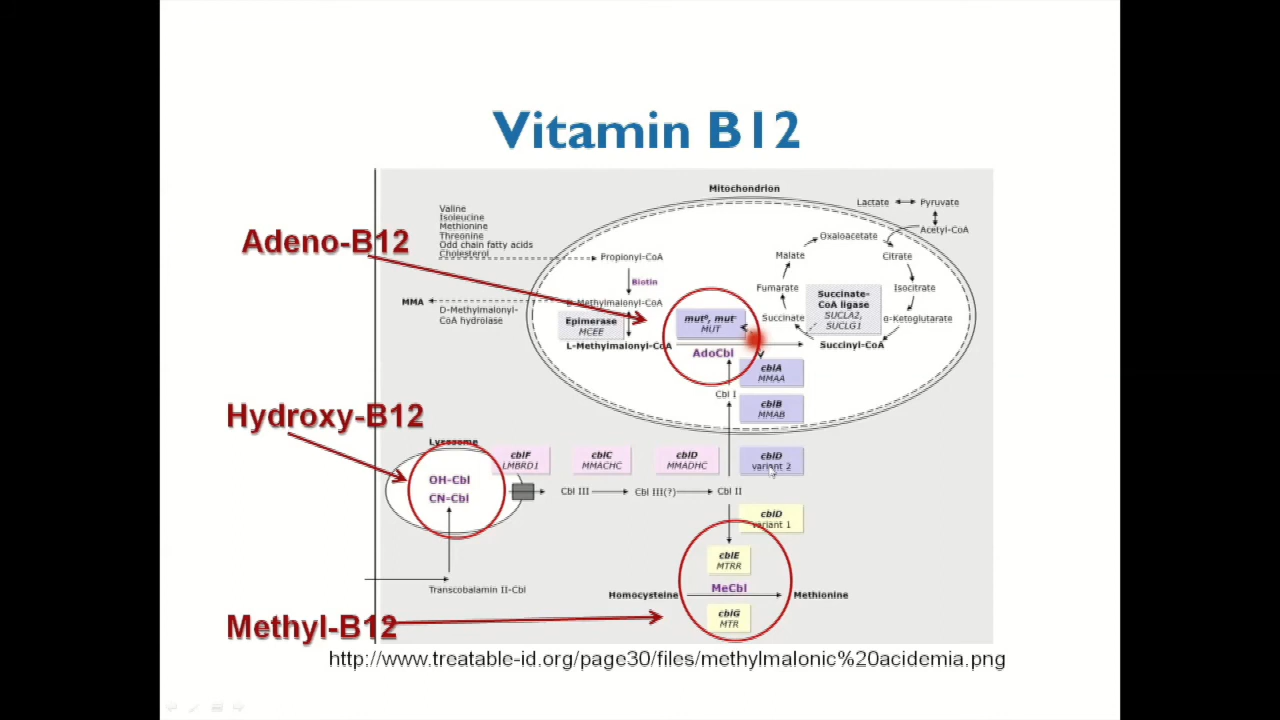 Vitamin B12
Mitochondrion
Valine
Isoleucine
Methionine
Threonine
Odd chain fatty acids
Cholesterol
Lactate
Pyruvate
Acetyl-CoA
Oxaloacetate
Malate
Citrate
Fumarate
Isocitrate
Succinate
α-Ketoglutarate
Succinate-
CoA ligase
SUCLA2,
SUCLG1
Succinyl-CoA
Adeno-B12
Propionyl-CoA
Biotin
D-Methylmalonyl-CoA
MMA
D-Methylmalonyl-
CoA hydrolase
Epimerase
MCEE
L-Methylmalonyl-CoA
mut⁰, mut⁻
MUT
AdoCbl
cblA
MMAA
Cbl I
cblB
MMAB
Hydroxy-B12
Lysosome
OH-Cbl
CN-Cbl
cblF
LMBRD1
cblC
MMACHC
cblD
MMADHC
cblD
variant 2
Cbl III
Cbl III(?)
Cbl II
cblD
variant 1
Transcobalamin II-Cbl
cblE
MTRR
Homocysteine
MeCbl
Methionine
cblG
MTR
Methyl-B12
http://www.treatable-id.org/page30/files/methylmalonic%20acidemia.png